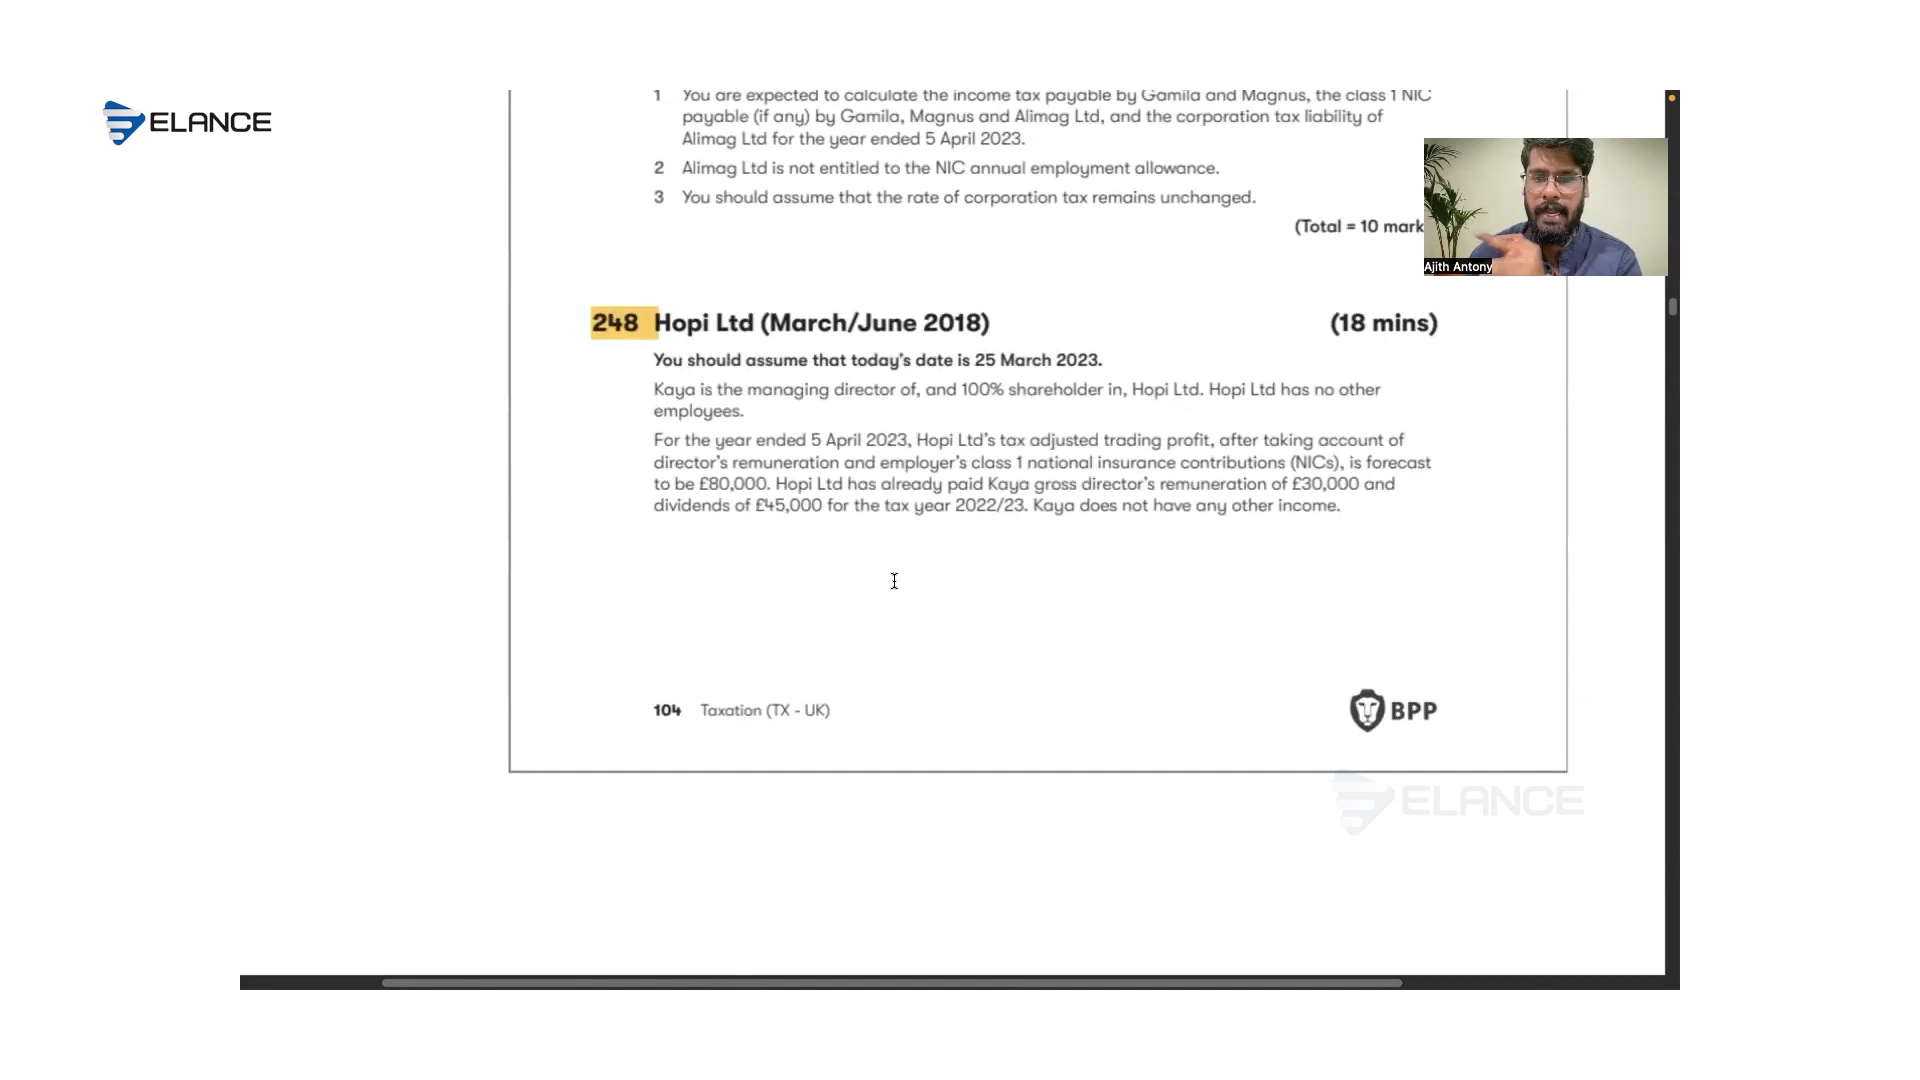 ELANCE
1 You are expected to calculate the income tax payable by Gamila and Magnus, the class 1 NIC
payable (if any) by Gamila, Magnus and Alimag Ltd, and the corporation tax liability of
Alimag Ltd for the year ended 5 April 2023.
2 Alimag Ltd is not entitled to the NIC annual employment allowance.
3 You should assume that the rate of corporation tax remains unchanged.
(Total = 10 mark
Ajith Antony
248 Hopi Ltd (March/June 2018) (18 mins)
You should assume that today's date is 25 March 2023.
Kaya is the managing director of, and 100% shareholder in, Hopi Ltd. Hopi Ltd has no other
employees.
For the year ended 5 April 2023, Hopi Ltd's tax adjusted trading profit, after taking account of
director's remuneration and employer's class 1 national insurance contributions (NICs), is forecast
to be £80,000. Hopi Ltd has already paid Kaya gross director's remuneration of £30,000 and
dividends of £45,000 for the tax year 2022/23. Kaya does not have any other income.
104 Taxation (TX - UK)
BPP
ELANCE